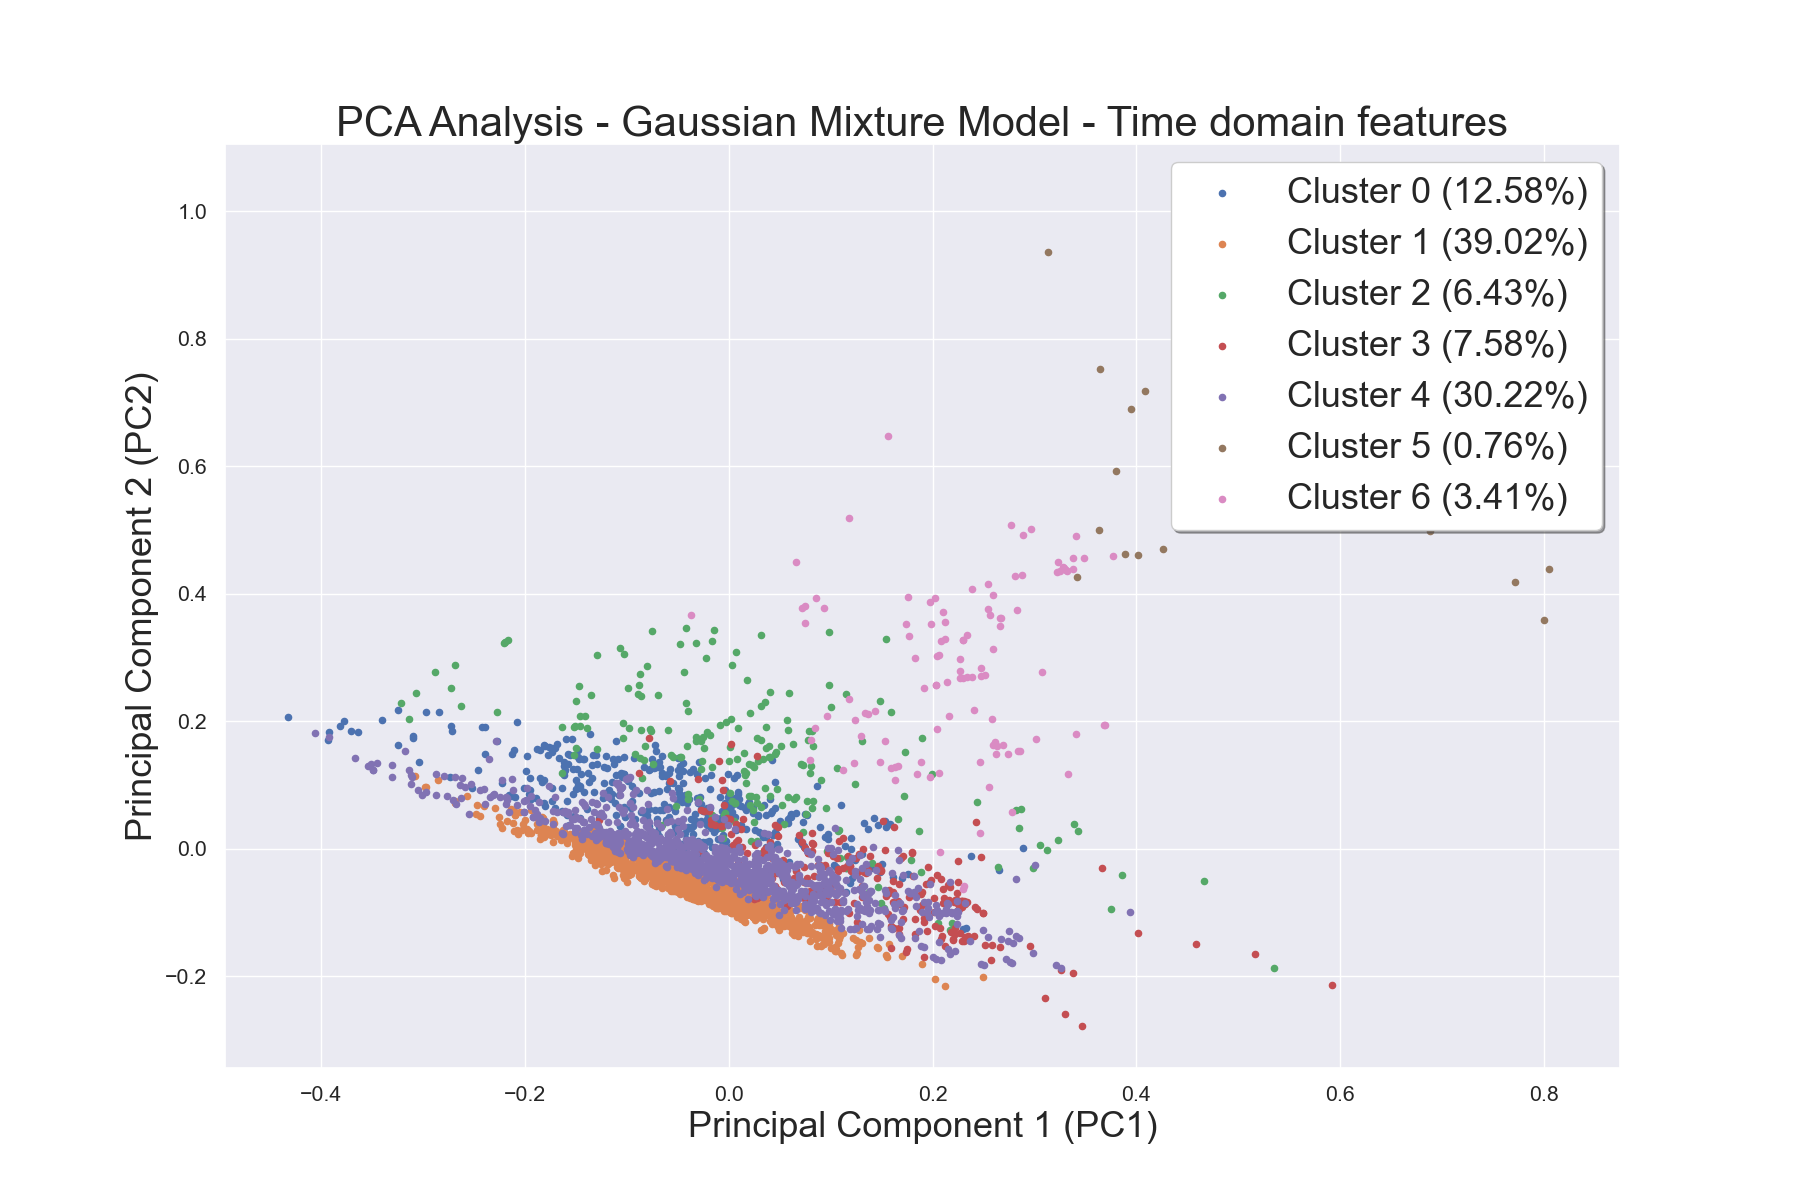 PCA Analysis - Gaussian Mixture Model - Time domain features
Cluster 0 (12.58%)
Cluster 1 (39.02%)
Cluster 2 (6.43%)
Cluster 3 (7.58%)
Cluster 4 (30.22%)
Cluster 5 (0.76%)
Cluster 6 (3.41%)
Principal Component 2 (PC2)
1.0
0.8
0.6
0.4
0.2
0.0
−0.2
−0.4
−0.2
0.0
0.2
0.4
0.6
0.8
Principal Component 1 (PC1)